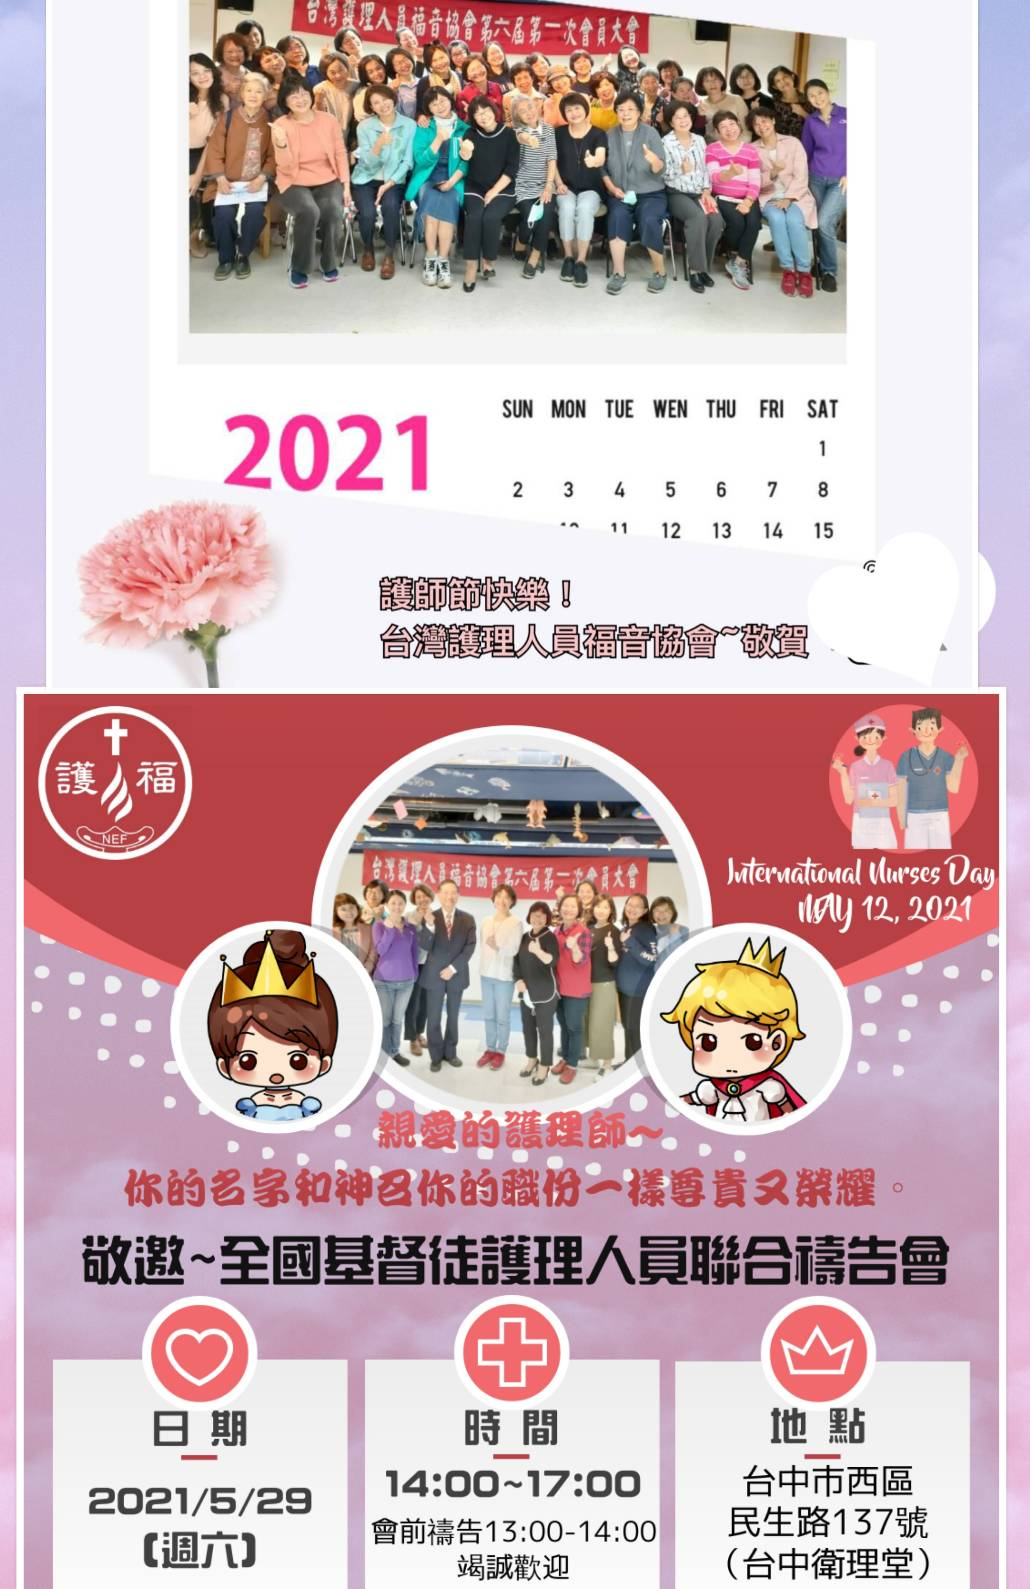 台灣護理人員福音協會第六屆第一次會員大會
2021
SUN MON TUE WEN THU FRI SAT
1
2 3 4 5 6 7 8
11 12 13 14 15
護師節快樂！
台灣護理人員福音協會~敬賀
護 福
NEF
台灣護理人員福音協會第六屆第一次會員大會
International Nurses Day
MAY 12, 2021
親愛的護理師~
你的名字和神召你的職份一樣尊貴又榮耀。
敬邀~全國基督徒護理人員聯合禱告會
日 期
2021/5/29
【週六】
時 間
14:00~17:00
會前禱告13:00-14:00
竭誠歡迎
地 點
台中市西區
民生路137號
（台中衛理堂）